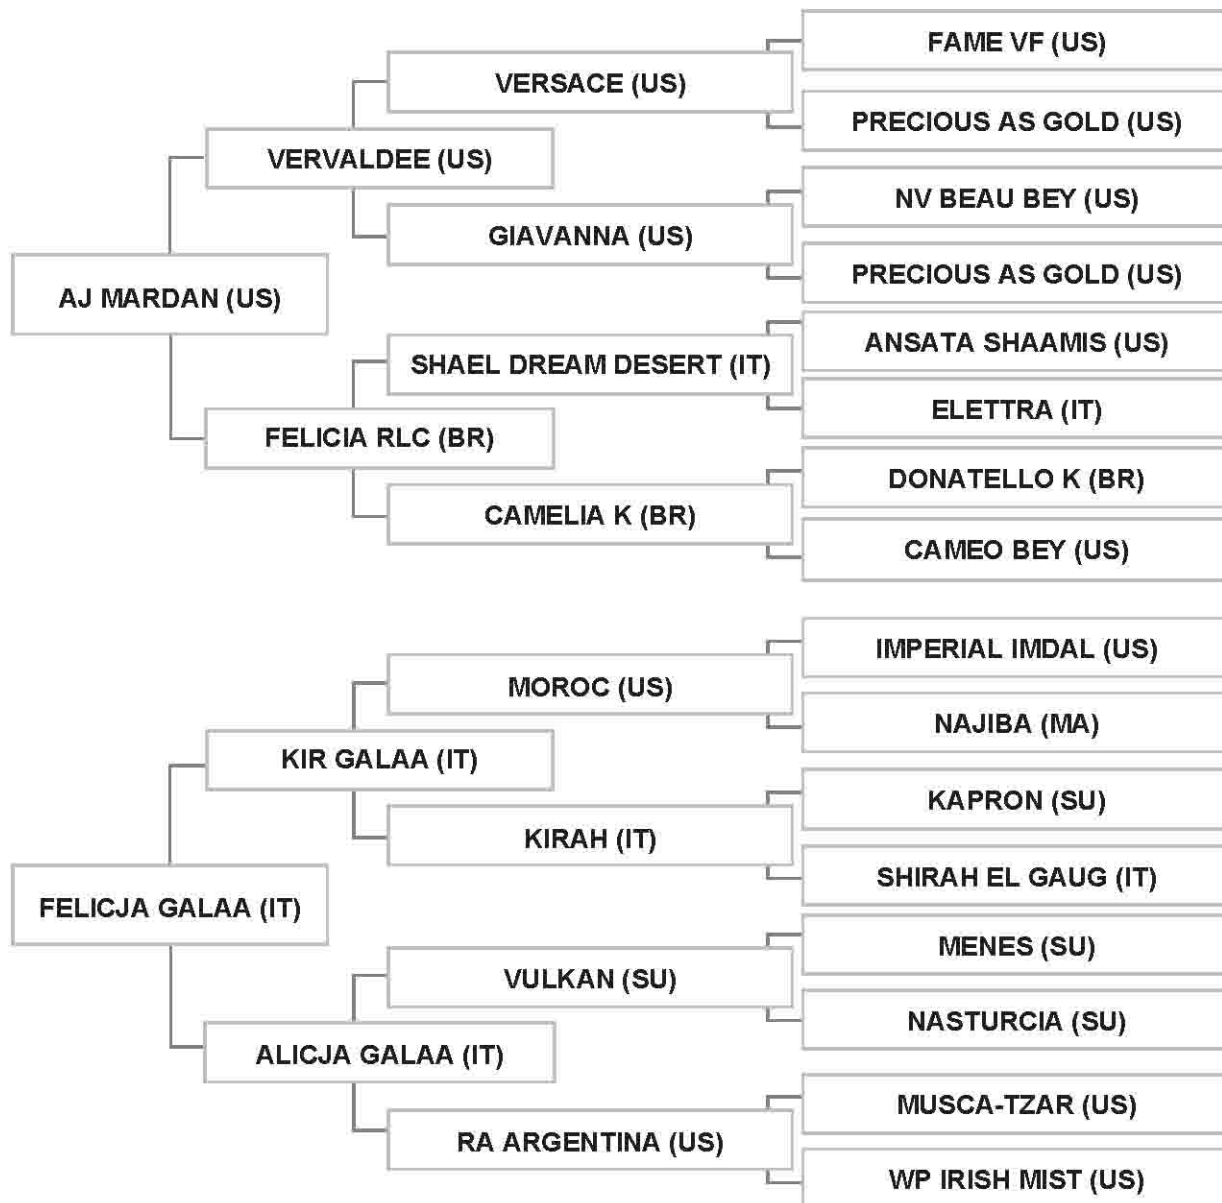 FAME VF (US)
VERSACE (US)
PRECIOUS AS GOLD (US)
VERVALDEE (US)
NV BEAU BEY (US)
GIAVANNA (US)
PRECIOUS AS GOLD (US)
AJ MARDAN (US)
ANSATA SHAAMIS (US)
SHAEL DREAM DESERT (IT)
ELETTRA (IT)
FELICIA RLC (BR)
DONATELLO K (BR)
CAMELIA K (BR)
CAMEO BEY (US)
IMPERIAL IMDAL (US)
MOROC (US)
NAJIBA (MA)
KIR GALAA (IT)
KAPRON (SU)
KIRAH (IT)
SHIRAH EL GAUG (IT)
FELICJA GALAA (IT)
MENES (SU)
VULKAN (SU)
NASTURCIA (SU)
ALICJA GALAA (IT)
MUSCA-TZAR (US)
RA ARGENTINA (US)
WP IRISH MIST (US)